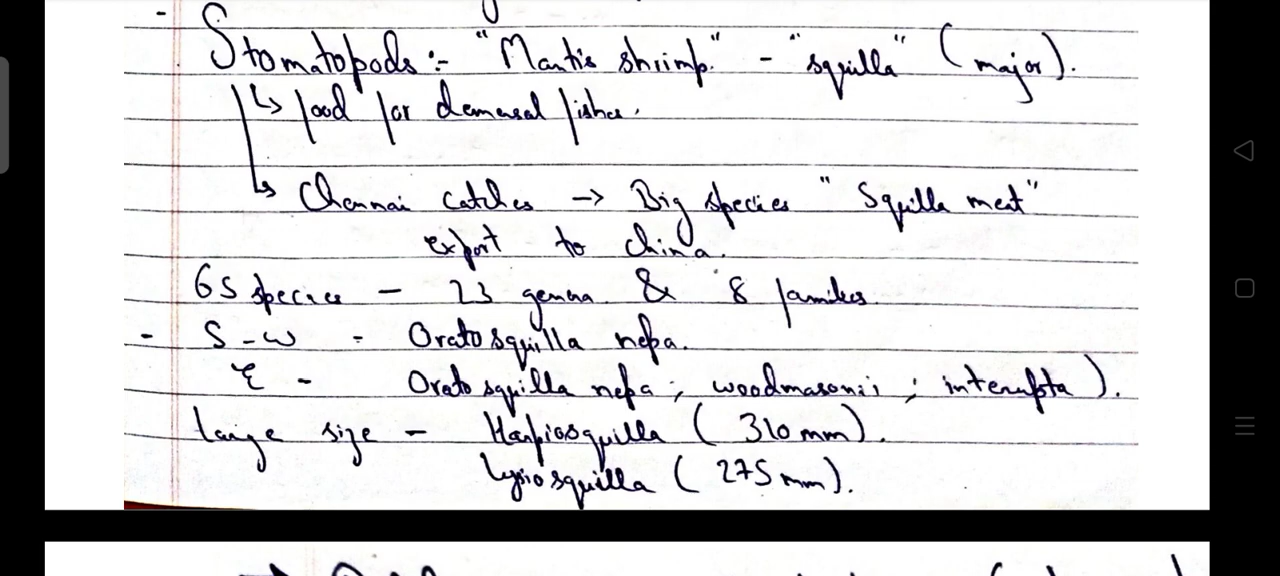 - Stomatopods :- "Mantis shrimp" - "squilla" (major).
↳ food for demersal fishes.
↳ Chennai catches → Big species "Squilla meat"
export to China.
65 species - 23 genera & 8 families.
- S-W - Oratosquilla nepa.
E - Oratosquilla nepa ; woodmasonii ; interrupta ).
Large size - Harpiosquilla ( 310 mm ).
Lysiosquilla ( 275 mm ).